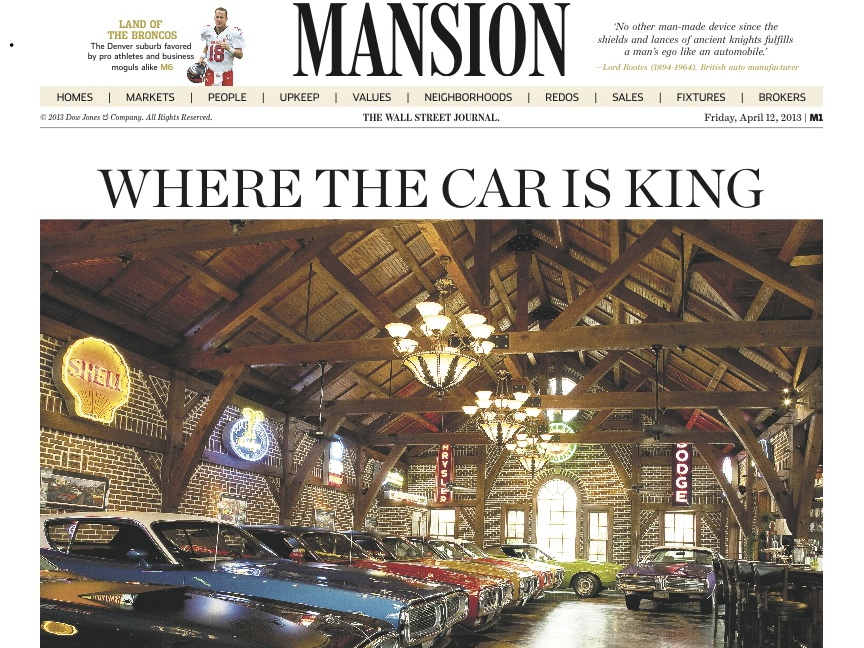 LAND OF
THE BRONCOS
The Denver suburb favored
by pro athletes and business
moguls alike M6
18
MANSION
‘No other man-made device since the
shields and lances of ancient knights fulfills
a man’s ego like an automobile.’
—Lord Rootes (1894-1964), British auto manufacturer
HOMES | MARKETS | PEOPLE | UPKEEP | VALUES | NEIGHBORHOODS | REDOS | SALES | FIXTURES | BROKERS
© 2013 Dow Jones & Company. All Rights Reserved.
THE WALL STREET JOURNAL.
Friday, April 12, 2013 | M1
WHERE THE CAR IS KING
SHELL
CHRYSLER
DODGE